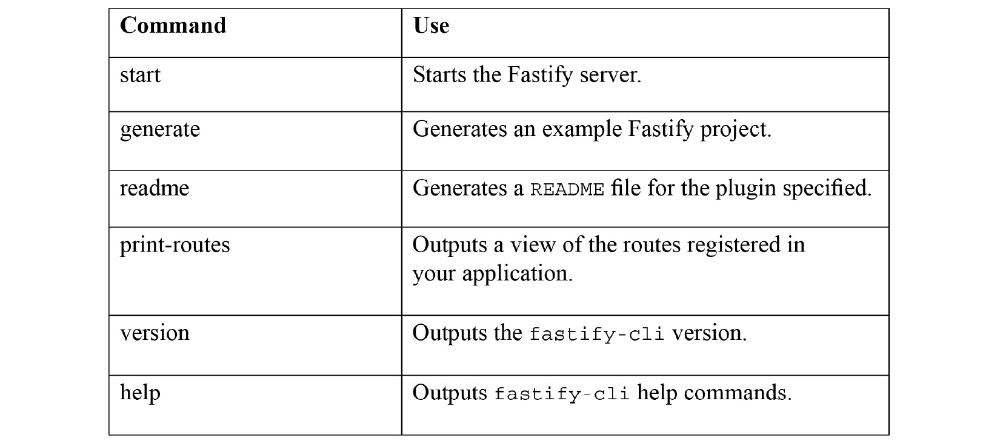 Command Use
start Starts the Fastify server.
generate Generates an example Fastify project.
readme Generates a README file for the plugin specified.
print-routes Outputs a view of the routes registered in
your application.
version Outputs the fastify-cli version.
help Outputs fastify-cli help commands.